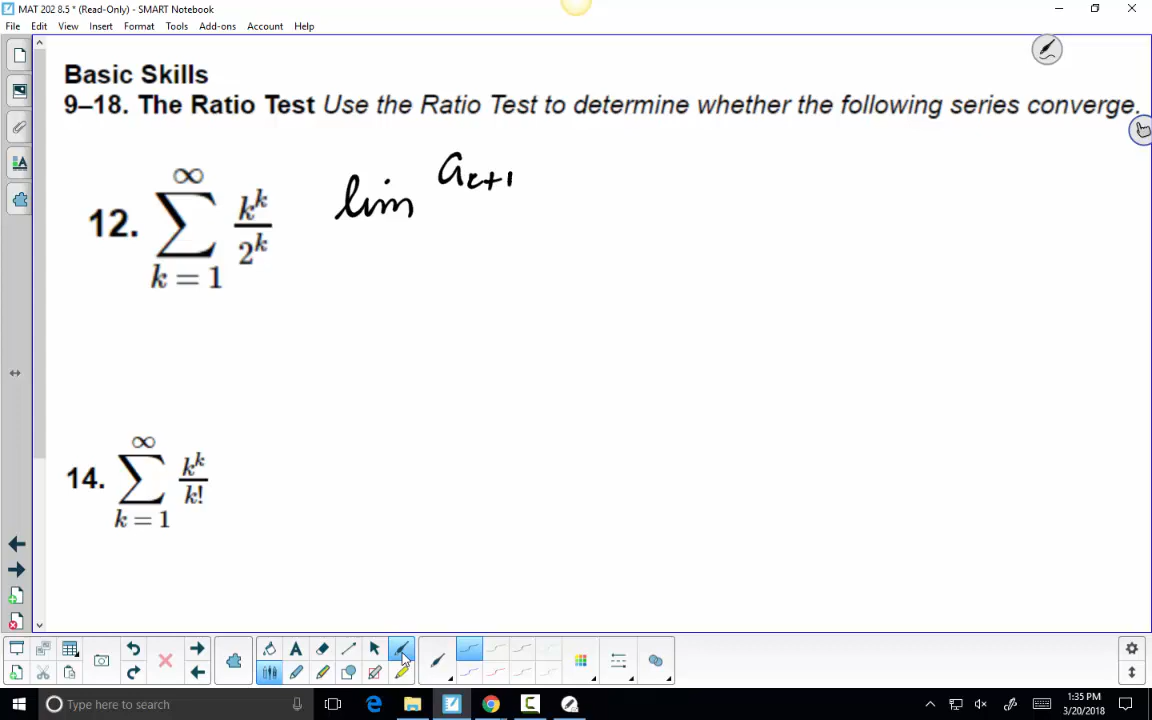 MAT 202 8.5 * (Read-Only) - SMART Notebook
File Edit View Insert Format Tools Add-ons Account Help
Basic Skills
9–18. The Ratio Test Use the Ratio Test to determine whether the following series converge.
12. ∑_{k = 1}^{∞} k^k / 2^k lim a_{k+1}
14. ∑_{k = 1}^{∞} k^k / k!
Type here to search
1:35 PM
3/20/2018